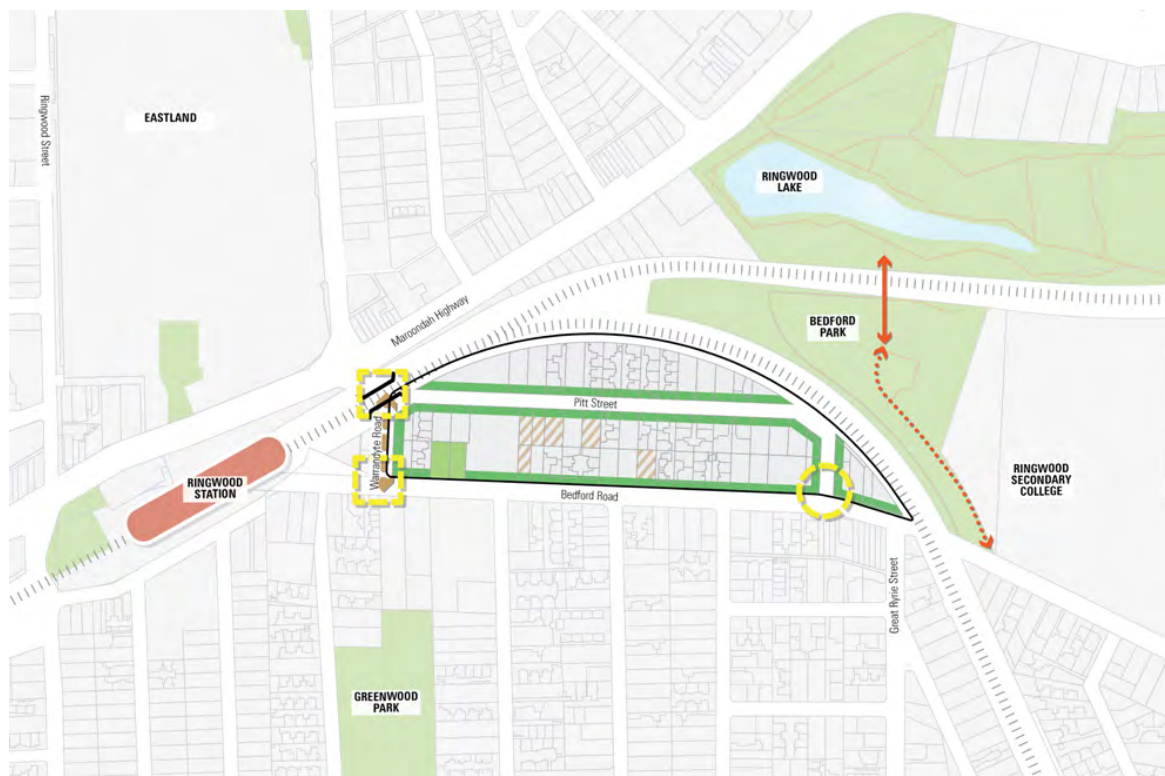 Ringwood Street
EASTLAND
RINGWOOD
LAKE
Maroondah Highway
BEDFORD
PARK
Pitt Street
Warrandyte Road
RINGWOOD
STATION
Bedford Road
RINGWOOD
SECONDARY
COLLEGE
Great Ryrie Street
GREENWOOD
PARK